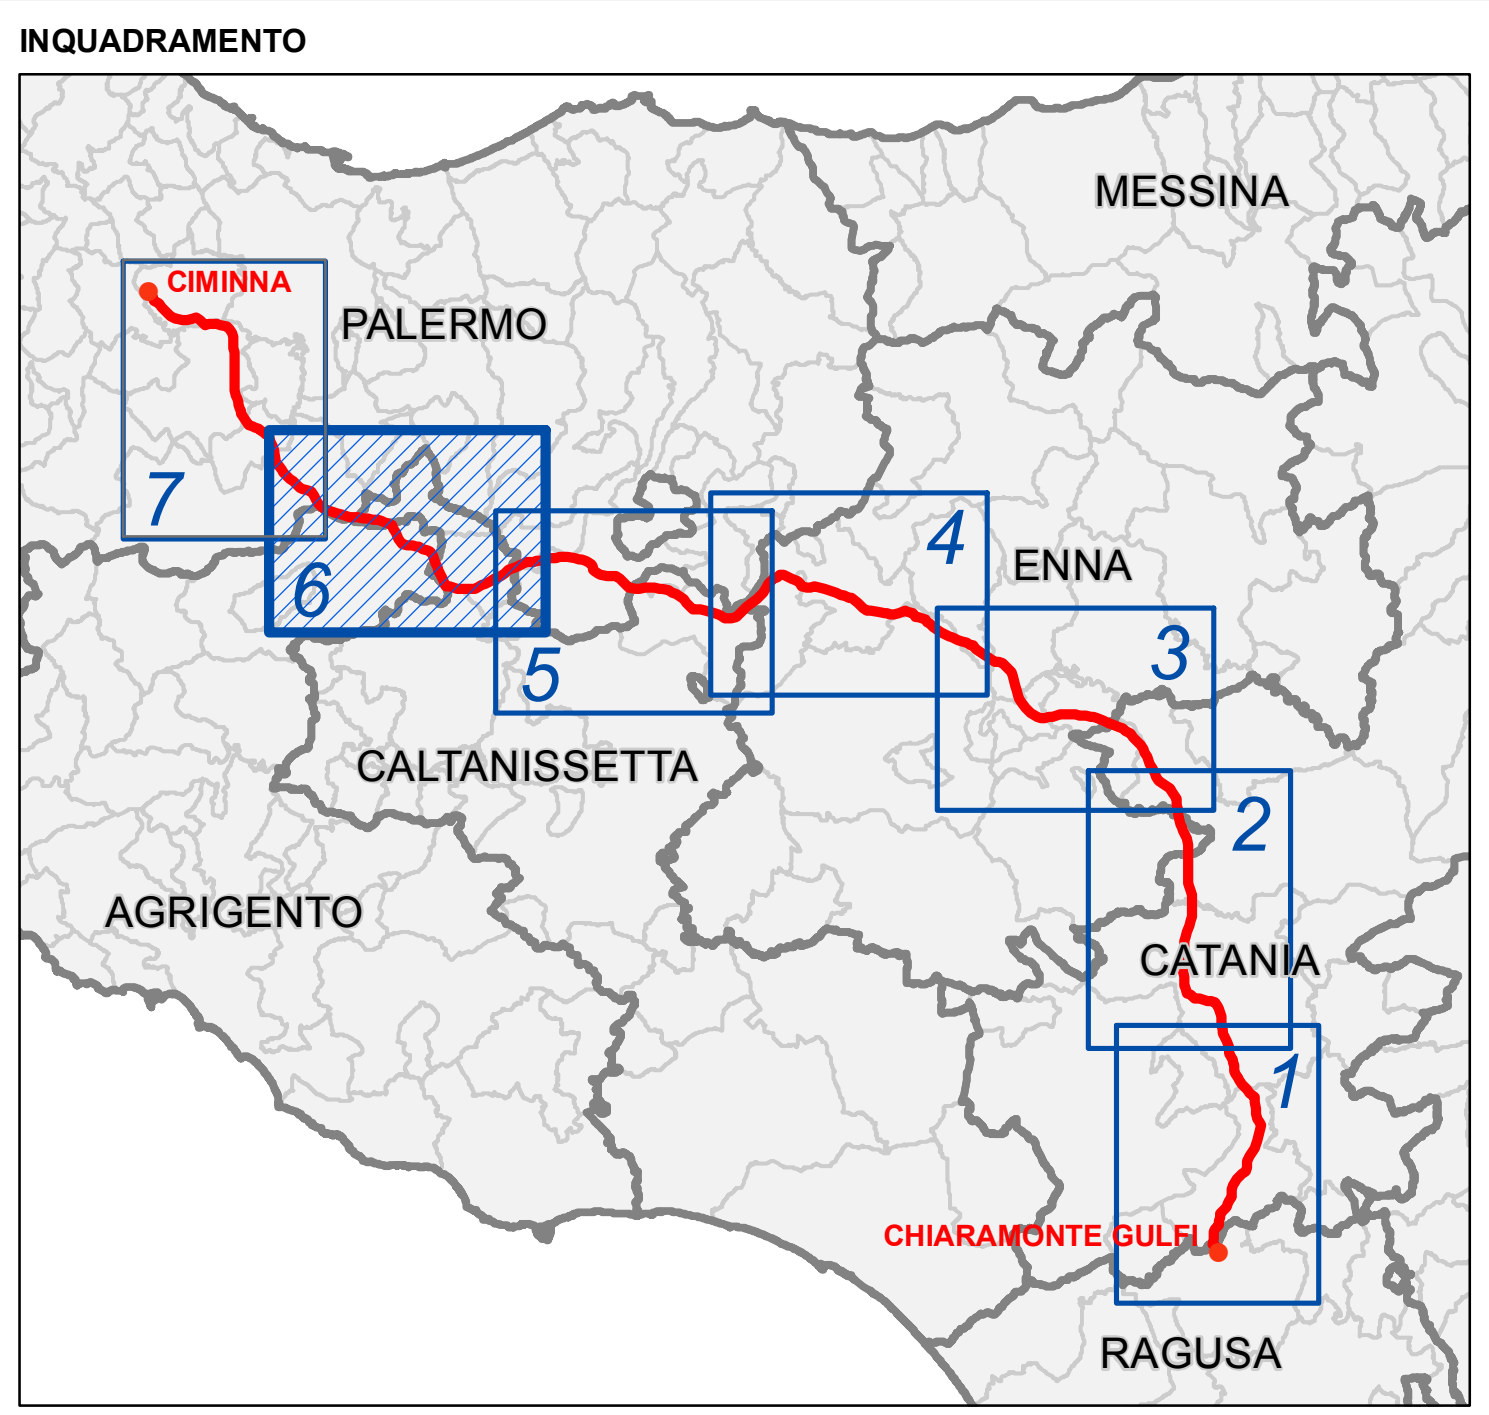 INQUADRAMENTO
MESSINA
CIMINNA
PALERMO
7
4
ENNA
6
3
5
CALTANISSETTA
2
AGRIGENTO
CATANIA
1
CHIARAMONTE GULFI
RAGUSA